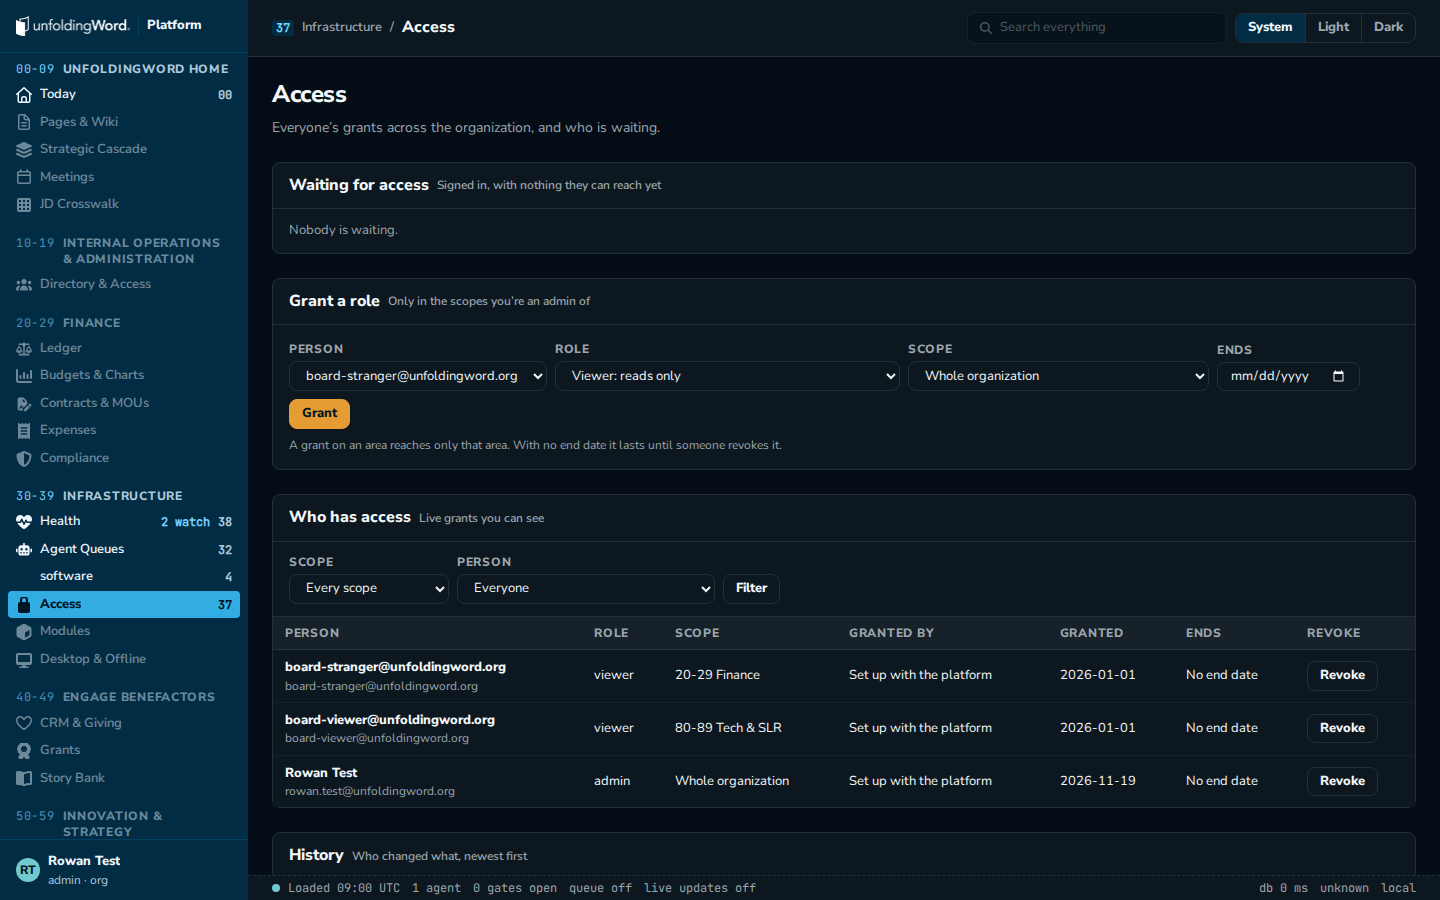 unfoldingWord. Platform
00-09 UNFOLDINGWORD HOME
Today 00
Pages & Wiki
Strategic Cascade
Meetings
JD Crosswalk
10-19 INTERNAL OPERATIONS
& ADMINISTRATION
Directory & Access
20-29 FINANCE
Ledger
Budgets & Charts
Contracts & MOUs
Expenses
Compliance
30-39 INFRASTRUCTURE
Health 2 watch 38
Agent Queues 32
software 4
Access 37
Modules
Desktop & Offline
40-49 ENGAGE BENEFACTORS
CRM & Giving
Grants
Story Bank
50-59 INNOVATION &
STRATEGY
RT Rowan Test
admin · org
37 Infrastructure / Access
Search everything
System Light Dark
Access
Everyone's grants across the organization, and who is waiting.
Waiting for access Signed in, with nothing they can reach yet
Nobody is waiting.
Grant a role Only in the scopes you're an admin of
PERSON ROLE SCOPE ENDS
board-stranger@unfoldingword.org Viewer: reads only Whole organization mm/dd/yyyy
Grant
A grant on an area reaches only that area. With no end date it lasts until someone revokes it.
Who has access Live grants you can see
SCOPE PERSON
Every scope Everyone Filter
PERSON ROLE SCOPE GRANTED BY GRANTED ENDS REVOKE
board-stranger@unfoldingword.org
board-stranger@unfoldingword.org viewer 20-29 Finance Set up with the platform 2026-01-01 No end date Revoke
board-viewer@unfoldingword.org
board-viewer@unfoldingword.org viewer 80-89 Tech & SLR Set up with the platform 2026-01-01 No end date Revoke
Rowan Test
rowan.test@unfoldingword.org admin Whole organization Set up with the platform 2026-11-19 No end date Revoke
History Who changed what, newest first
Loaded 09:00 UTC 1 agent 0 gates open queue off live updates off db 0 ms unknown local